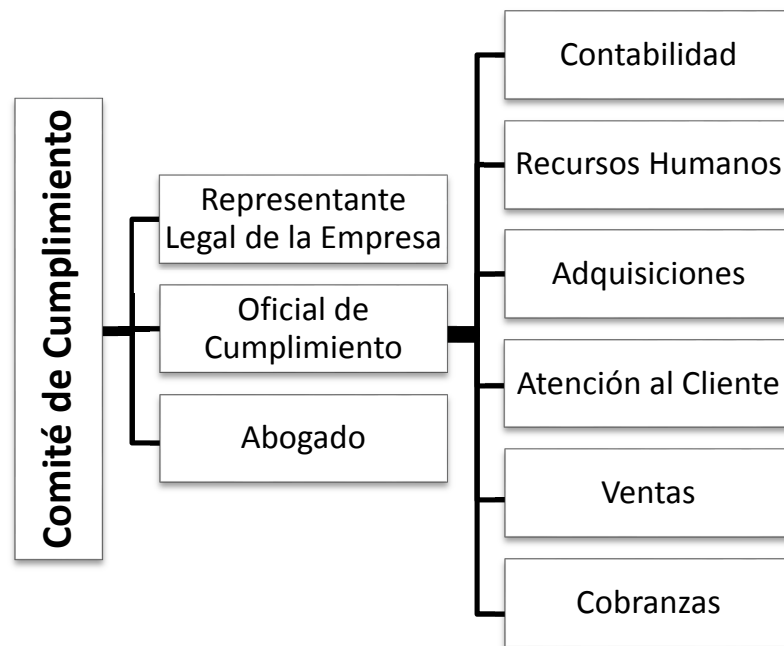 Comité de Cumplimiento
Representante
Legal de la Empresa
Oficial de
Cumplimiento
Abogado
Contabilidad
Recursos Humanos
Adquisiciones
Atención al Cliente
Ventas
Cobranzas